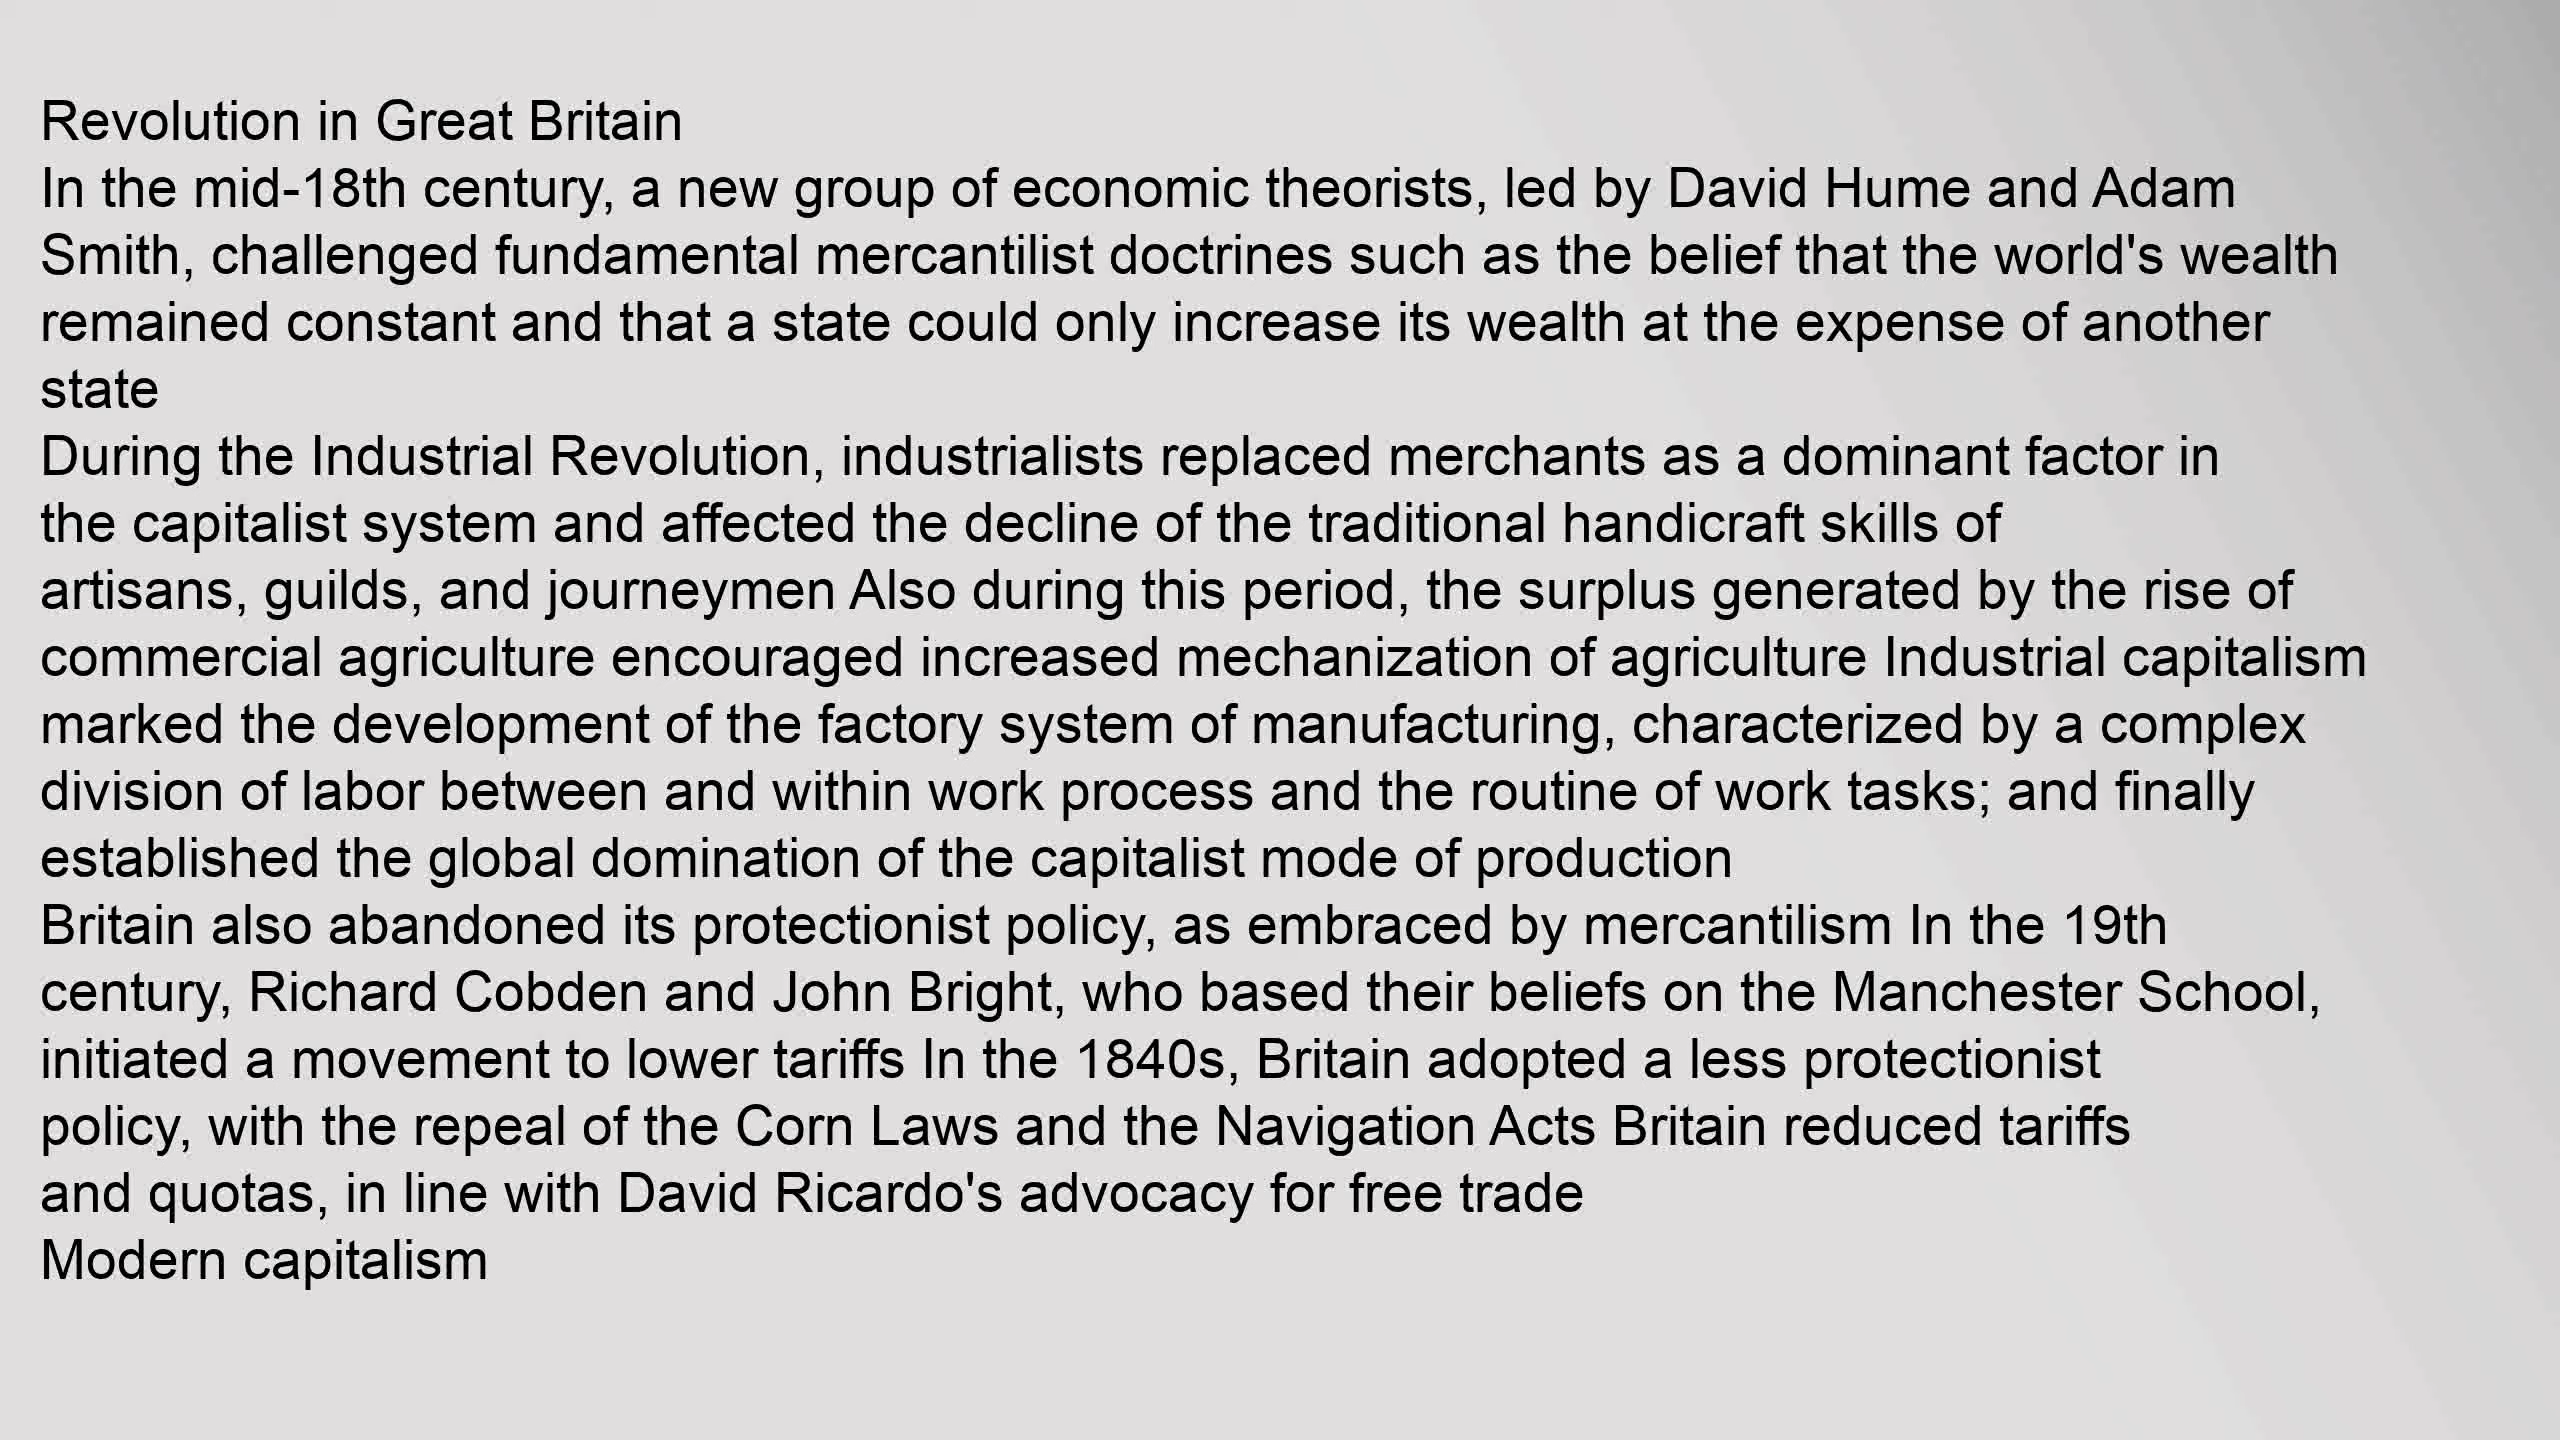 Revolution in Great Britain
In the mid-18th century, a new group of economic theorists, led by David Hume and Adam
Smith, challenged fundamental mercantilist doctrines such as the belief that the world's wealth
remained constant and that a state could only increase its wealth at the expense of another
state
During the Industrial Revolution, industrialists replaced merchants as a dominant factor in
the capitalist system and affected the decline of the traditional handicraft skills of
artisans, guilds, and journeymen Also during this period, the surplus generated by the rise of
commercial agriculture encouraged increased mechanization of agriculture Industrial capitalism
marked the development of the factory system of manufacturing, characterized by a complex
division of labor between and within work process and the routine of work tasks; and finally
established the global domination of the capitalist mode of production
Britain also abandoned its protectionist policy, as embraced by mercantilism In the 19th
century, Richard Cobden and John Bright, who based their beliefs on the Manchester School,
initiated a movement to lower tariffs In the 1840s, Britain adopted a less protectionist
policy, with the repeal of the Corn Laws and the Navigation Acts Britain reduced tariffs
and quotas, in line with David Ricardo's advocacy for free trade
Modern capitalism